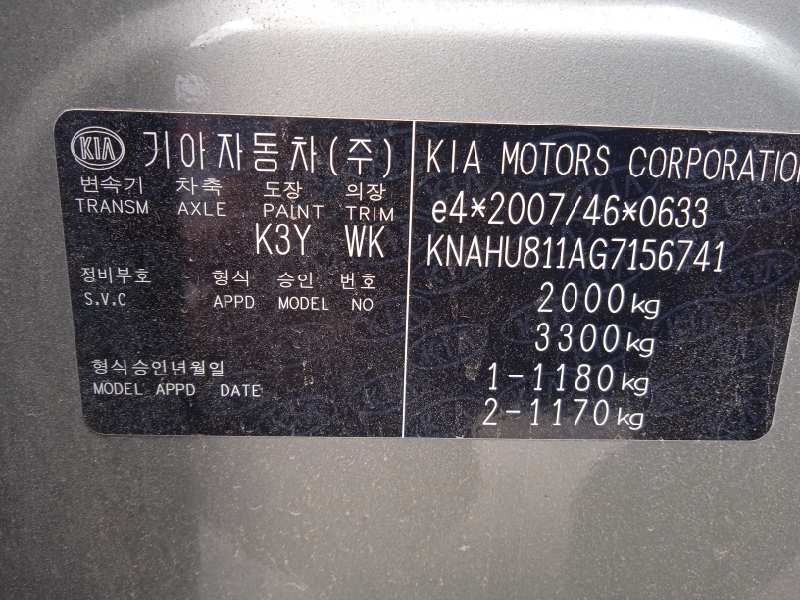 KIA 기아자동차(주)
변속기 차축 도장 의장
TRANSM AXLE PAINT TRIM
K3Y WK
정비부호 형식 승인 번호
S.V.C APPD MODEL NO
형식승인년월일
MODEL APPD DATE
KIA MOTORS CORPORATION
e4*2007/46*0633
KNAHU811AG7156741
2000kg
3300kg
1-1180kg
2-1170kg